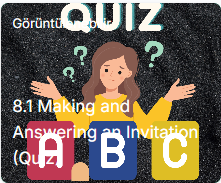 QUIZ
8.1 Making and
Answering an Invitation
(Quiz)
A B C